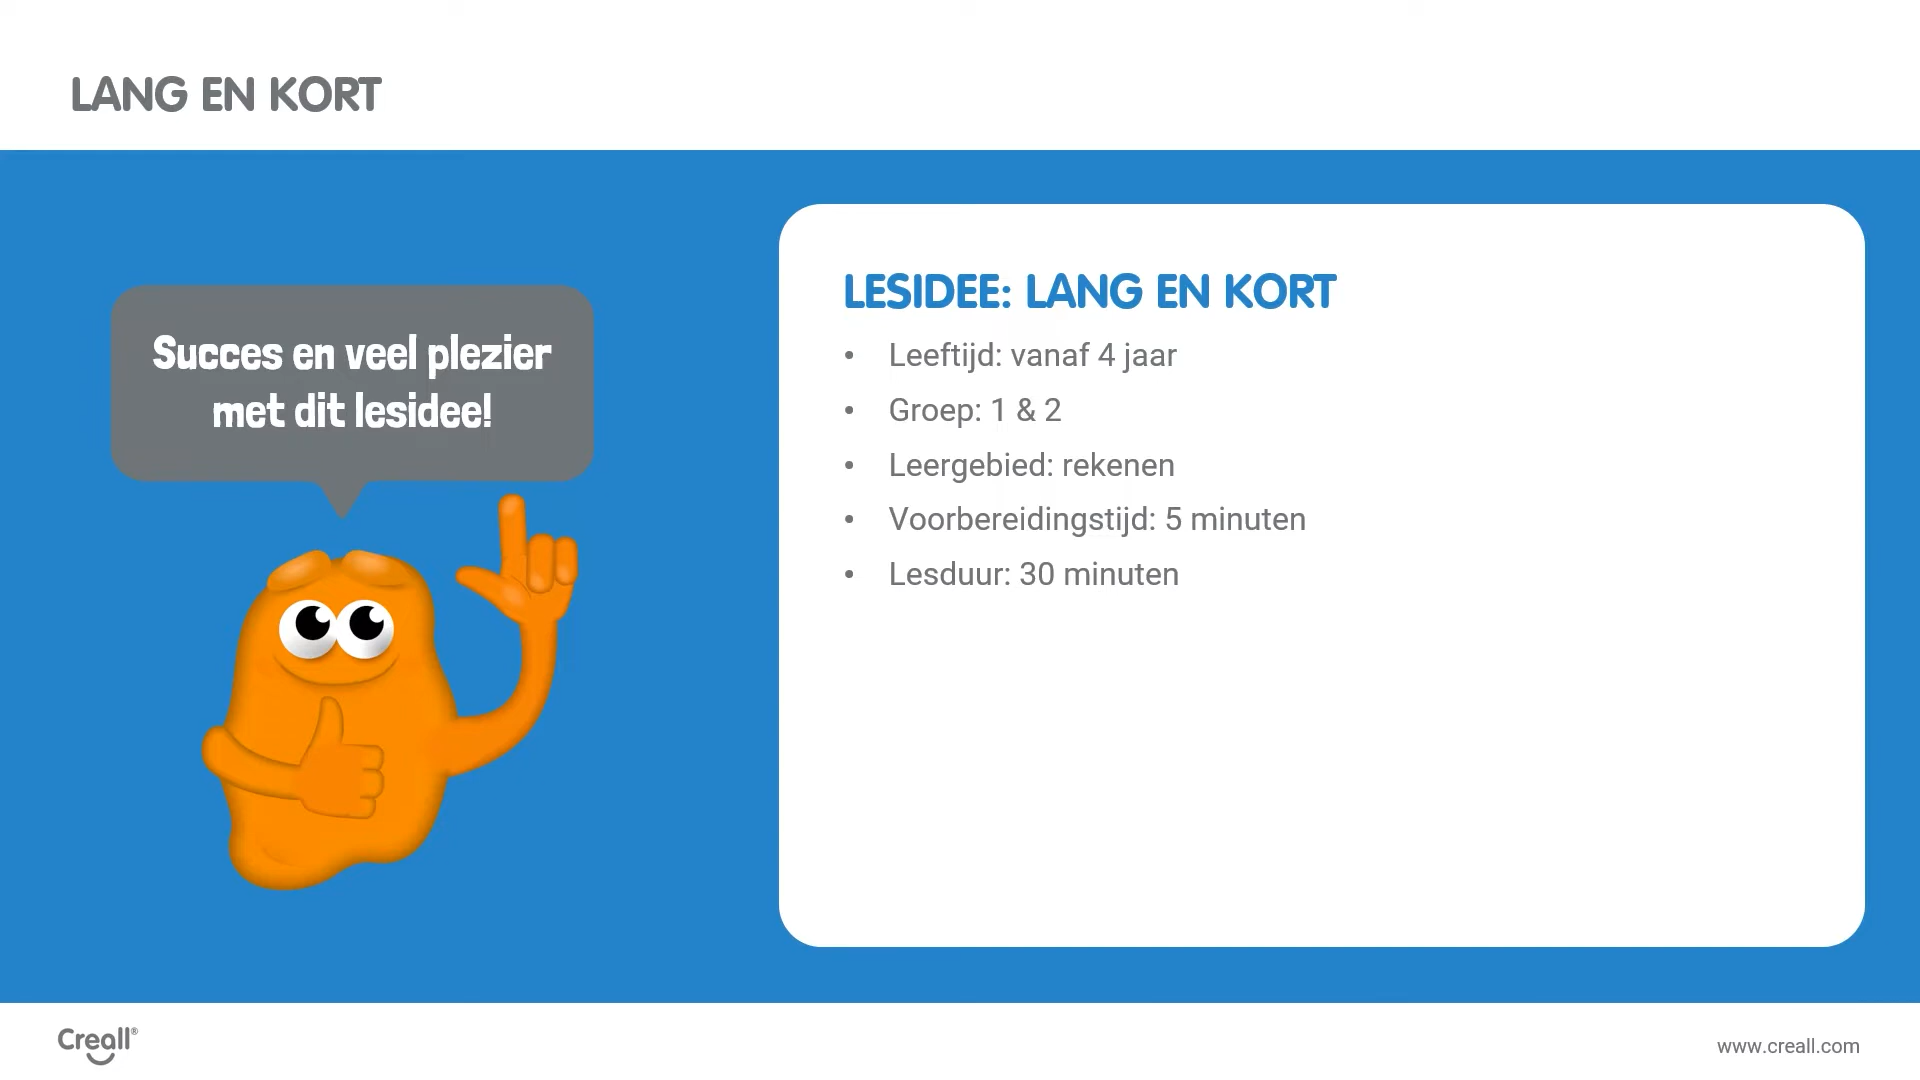 LANG EN KORT
Succes en veel plezier
met dit lesidee!
LESIDEE: LANG EN KORT
• Leeftijd: vanaf 4 jaar
• Groep: 1 & 2
• Leergebied: rekenen
• Voorbereidingstijd: 5 minuten
• Lesduur: 30 minuten
Creall®
www.creall.com